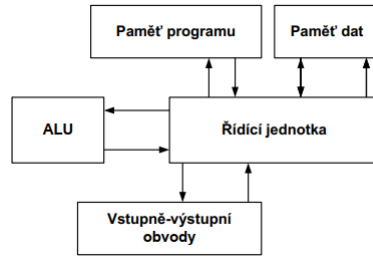 Paměť programu
Paměť dat
ALU
Řídící jednotka
Vstupně-výstupní
obvody